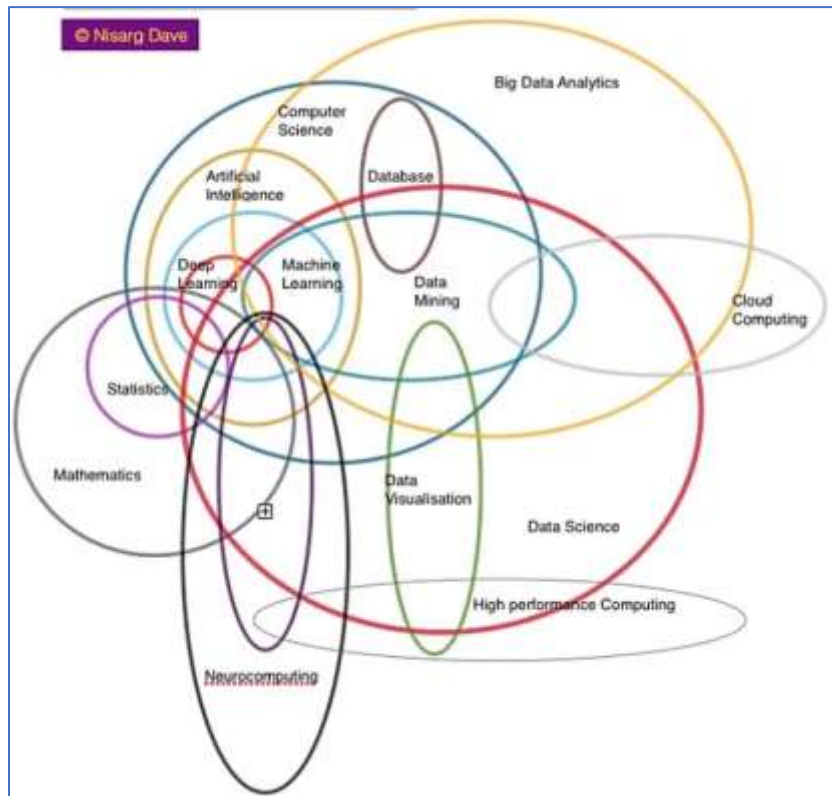 © Nisarg Dave
Big Data Analytics
Computer
Science
Artificial
Intelligence
Database
Deep
Learning
Machine
Learning
Data
Mining
Cloud
Computing
Statistics
Mathematics
Data
Visualisation
Data Science
High performance Computing
Neurocomputing